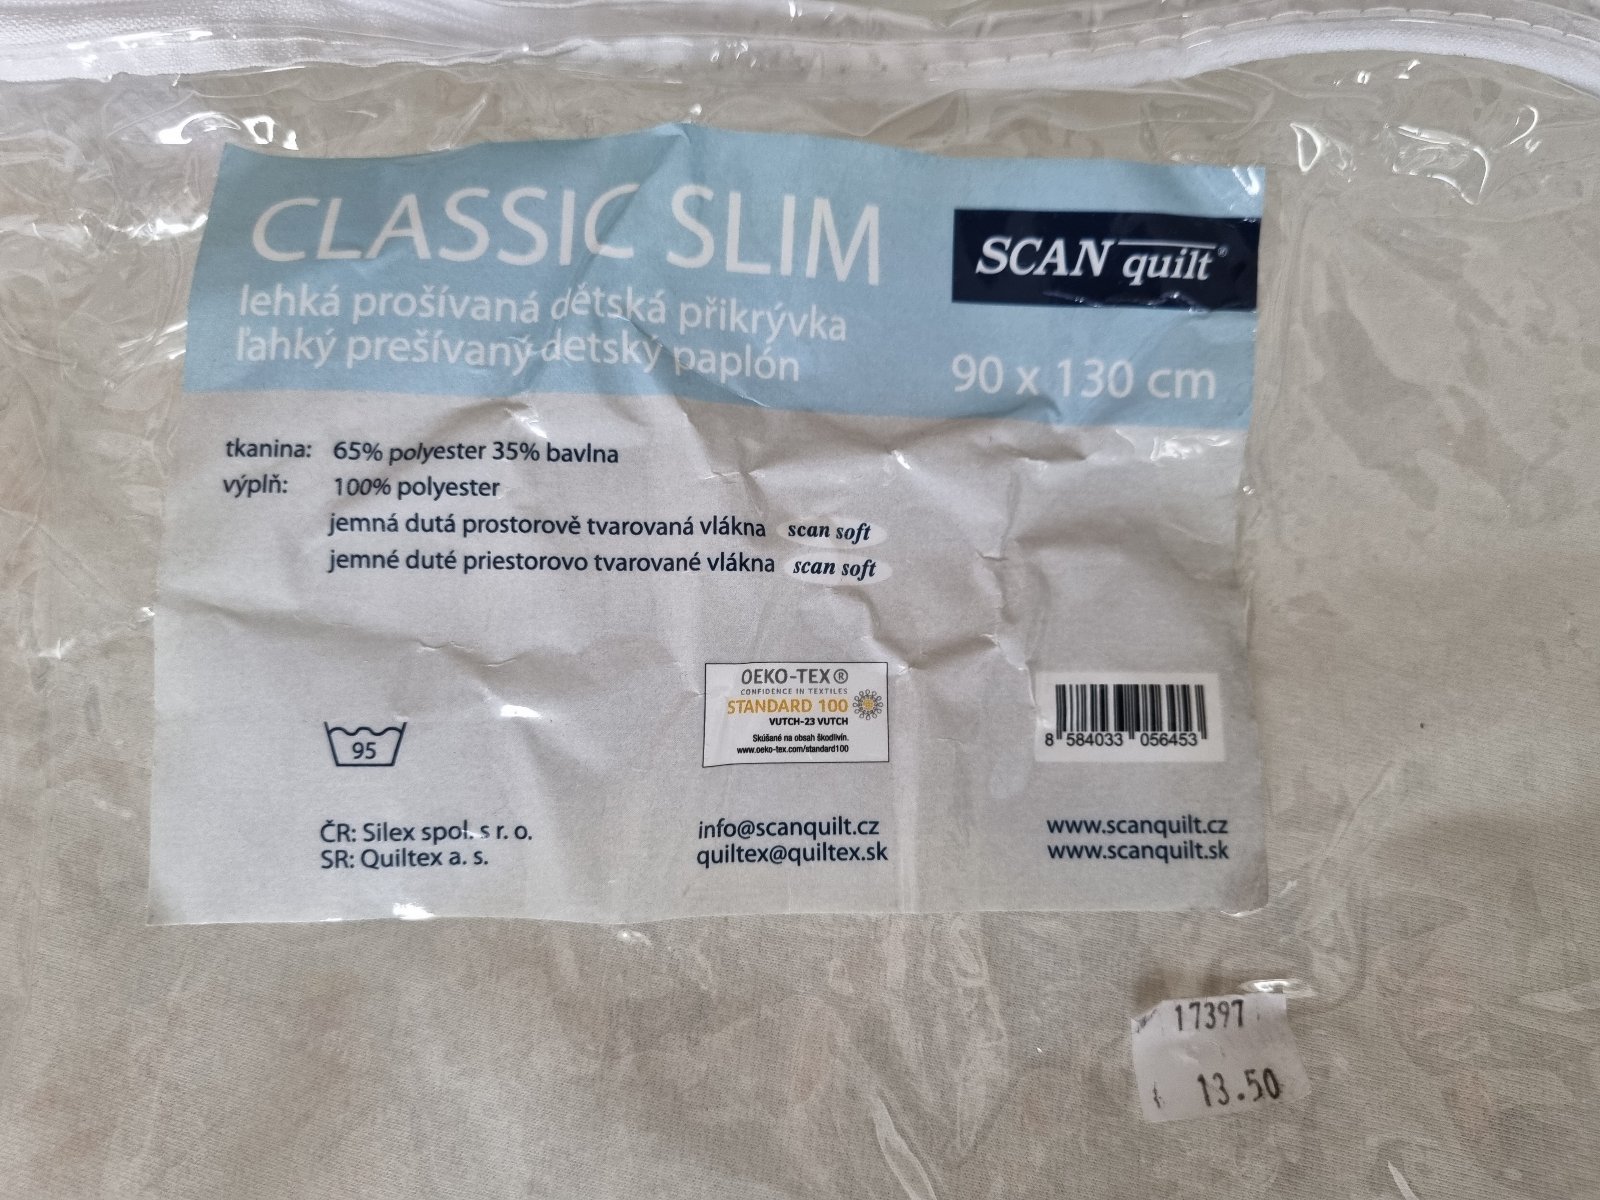 CLASSIC SLIM
SCAN quilt®
lehká prošívaná dětská přikrývka
ľahký prešívaný detský paplón
90 x 130 cm
tkanina: 65% polyester 35% bavlna
výplň: 100% polyester
jemná dutá prostorově tvarovaná vlákna scan soft
jemné duté priestorovo tvarované vlákna scan soft
OEKO-TEX®
CONFIDENCE IN TEXTILES
STANDARD 100
VUTCH-23 VUTCH
Skúšané na obsah škodlivín.
www.oeko-tex.com/standard100
95
8 584033 056453
ČR: Silex spol. s r. o.
SR: Quiltex a. s.
info@scanquilt.cz
quiltex@quiltex.sk
www.scanquilt.cz
www.scanquilt.sk
17397
13.50